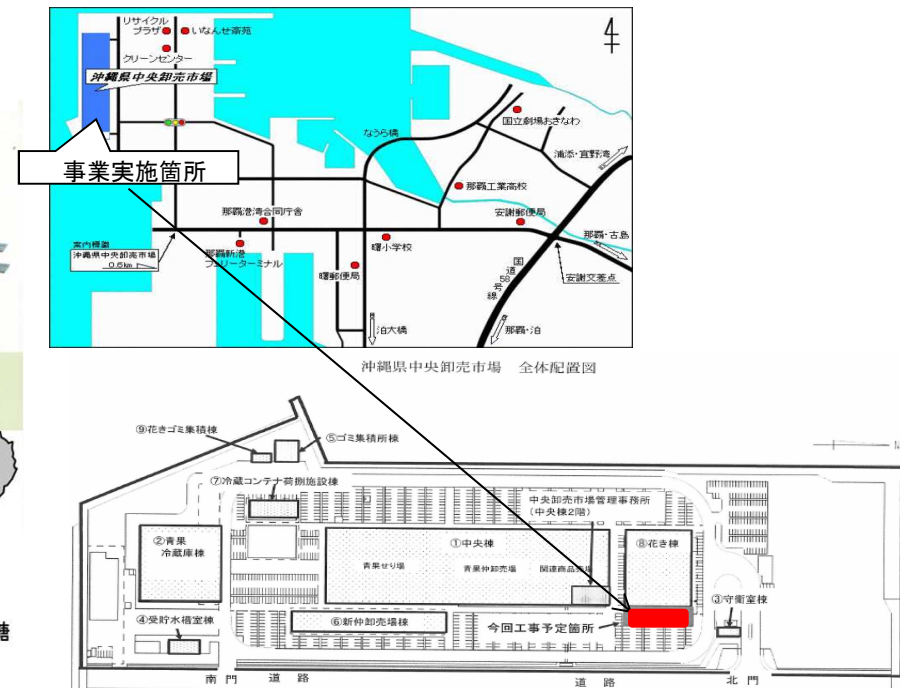 リサイクル
プラザ
いなんせ斎苑
クリーンセンター
沖縄県中央卸売市場
事業実施箇所
なうら橋
国立劇場おきなわ
浦添・宜野湾
那覇工業高校
那覇港湾合同庁舎
安謝郵便局
那覇・古島
案内標識
沖縄県中央卸売市場
0.6km
那覇新港
フェリーターミナル
曙小学校
曙郵便局
国道58号線
安謝交差点
泊大橋
那覇・泊
沖縄県中央卸売市場 全体配置図
⑨花きゴミ集積棟
⑤ゴミ集積所棟
⑦冷蔵コンテナ荷捌施設棟
中央卸売市場管理事務所
(中央棟2階)
②青果
冷蔵庫棟
①中央棟
⑧花き棟
青果せり場
青果仲卸売場
関連商品売場
③守衛室棟
④受貯水槽室棟
⑥新仲卸売場棟
今回工事予定箇所
糖
南門
道路
道路
北門